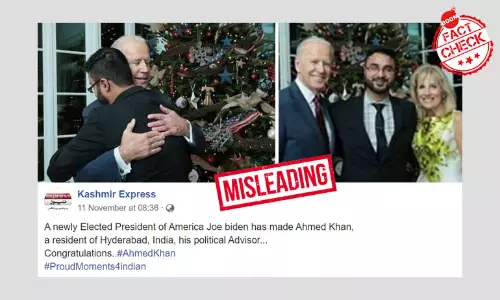 BOOM
FACT
CHECK
MISLEADING
Kashmir Express
11 November at 08:36 ·
A newly Elected President of America Joe biden has made Ahmed Khan,
a resident of Hyderabad, India, his political Advisor...
Congratulations..#AhmedKhan
#ProudMoments4indian